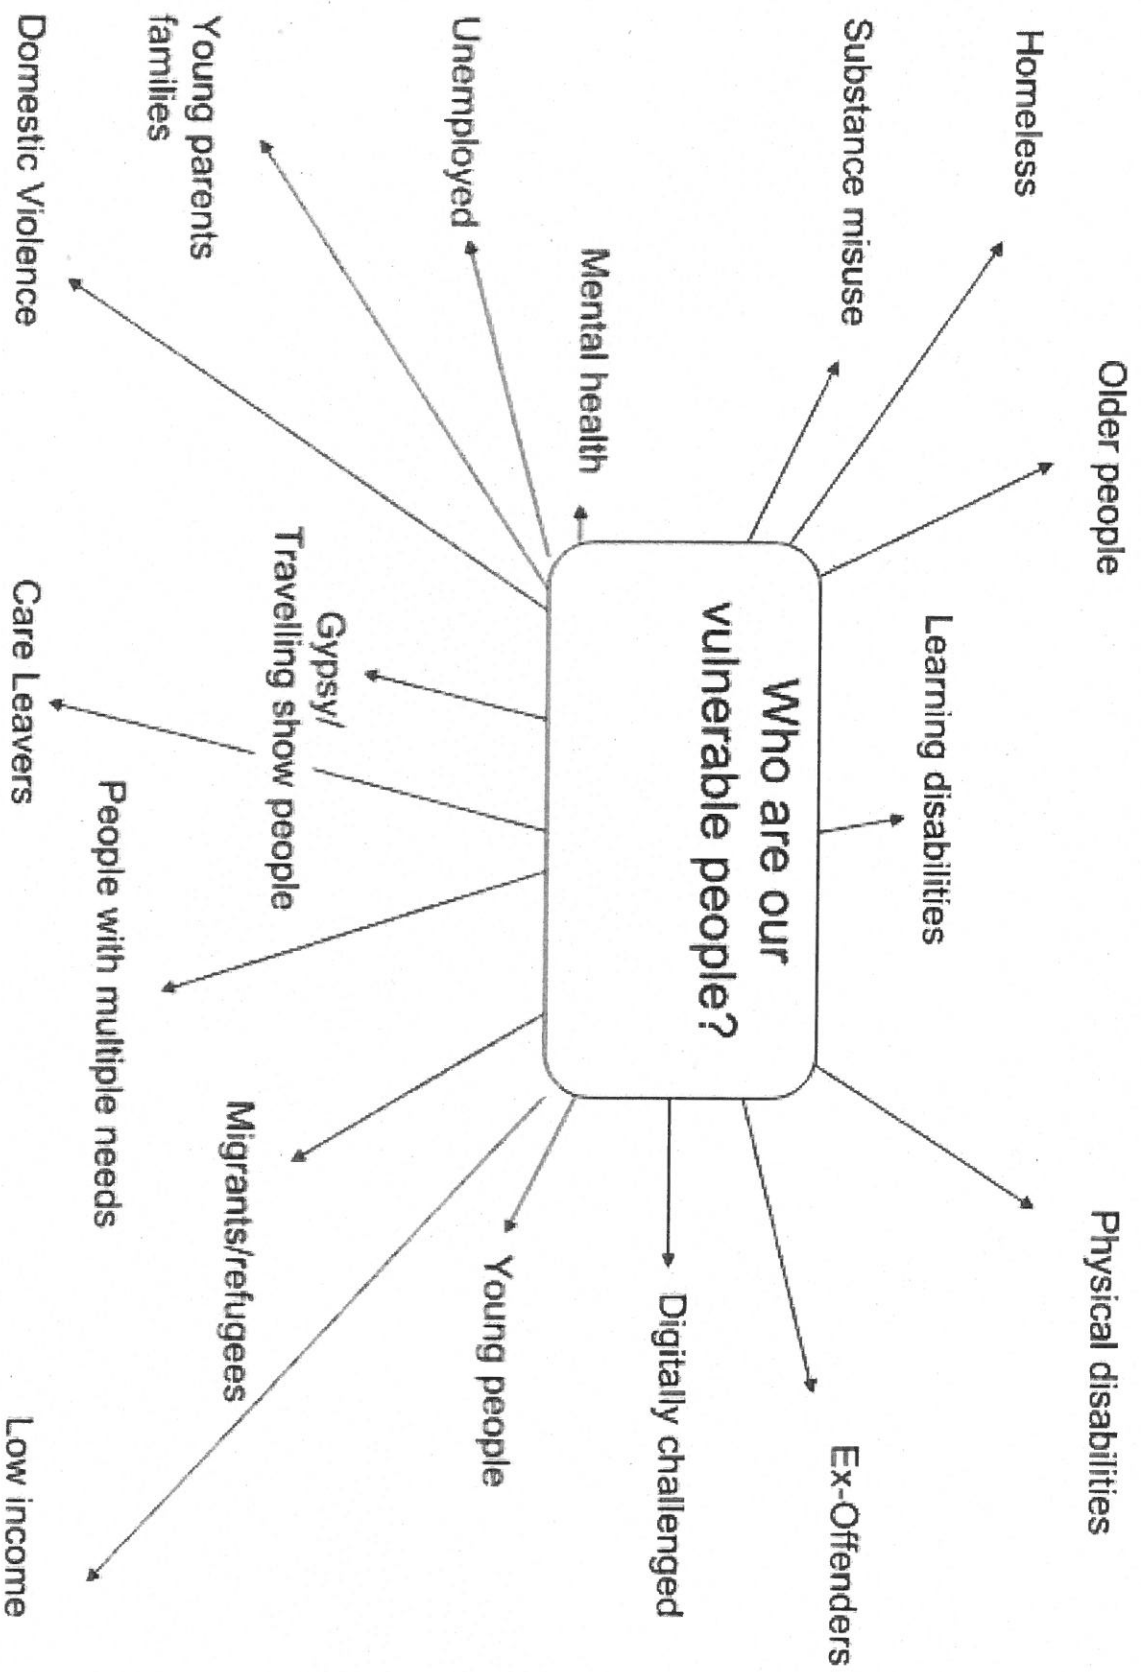 Older people
Physical disabilities
Homeless
Learning disabilities
Substance misuse
Ex-Offenders
Who are our
vulnerable people?
Mental health
Digitally challenged
Unemployed
Young people
Gypsy/
Travelling show people
Young parents
families
Migrants/refugees
People with multiple needs
Domestic Violence
Care Leavers
Low income